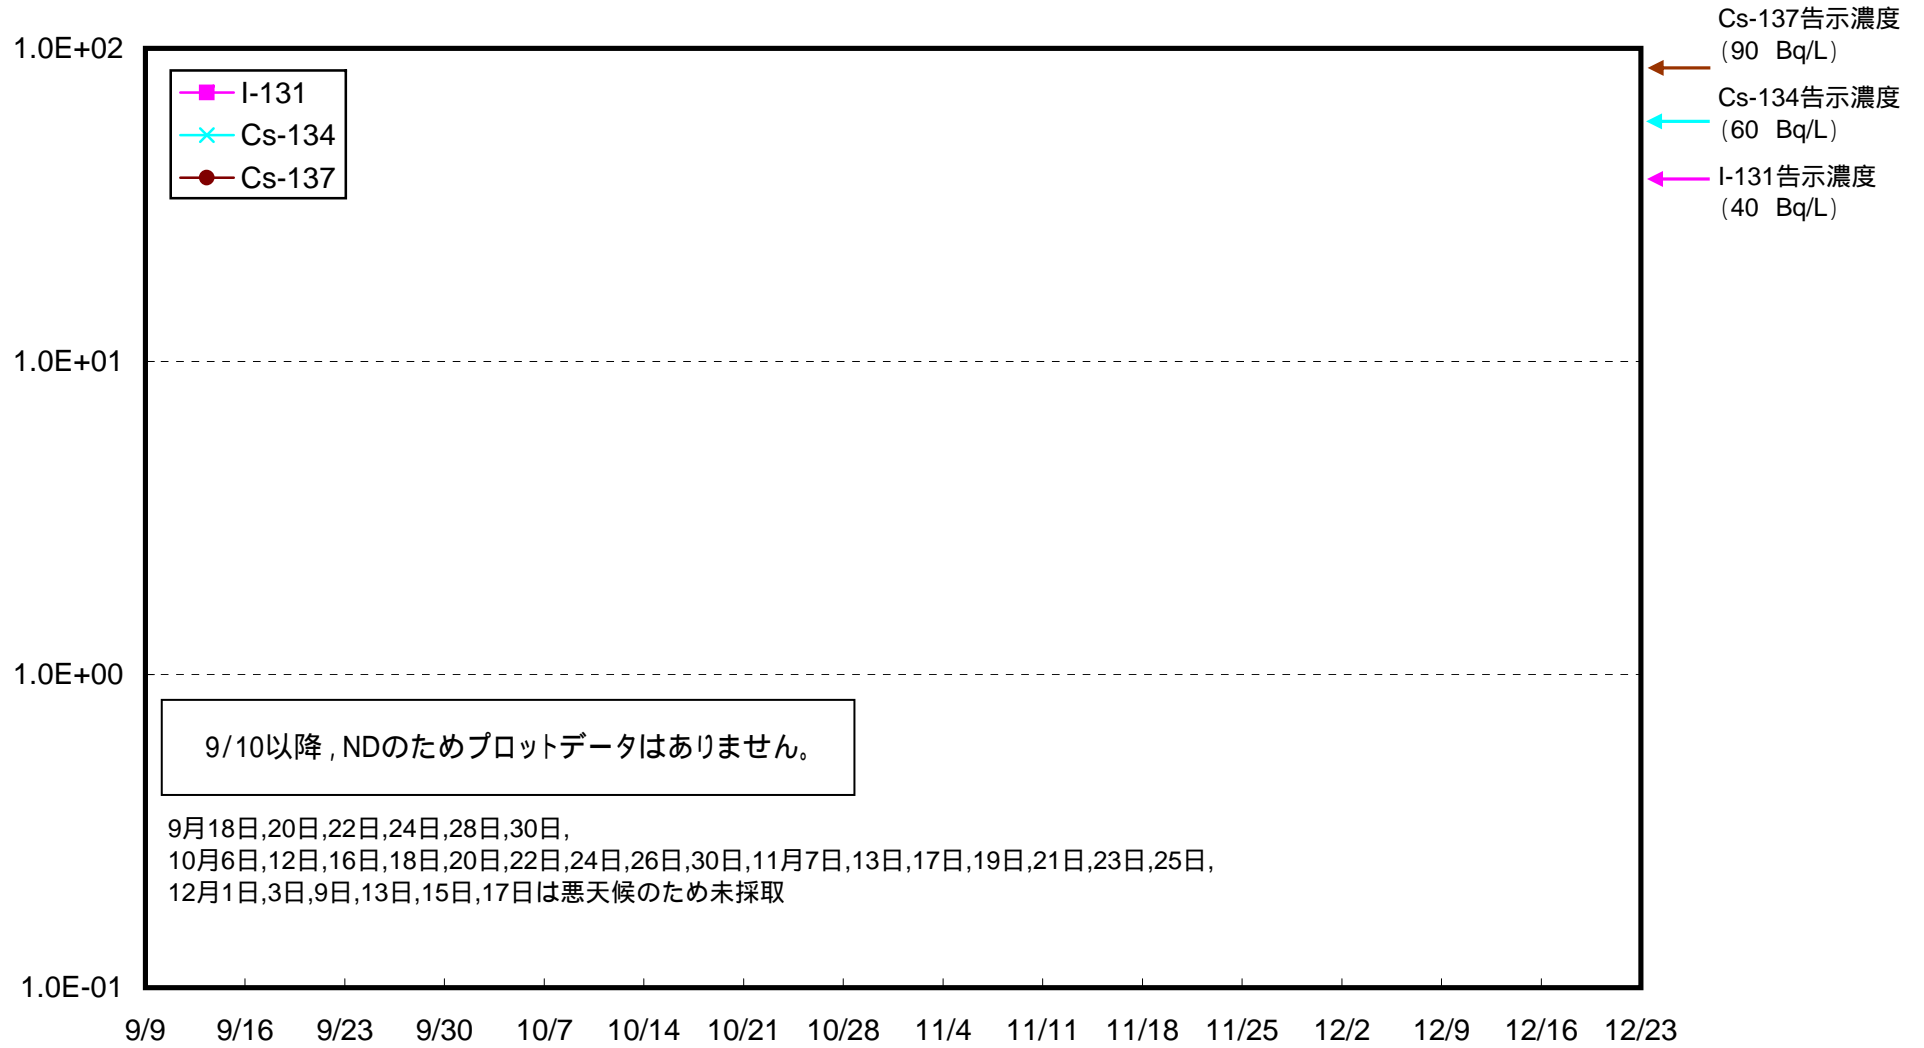 Cs-137告示濃度
(90 Bq/L)
Cs-134告示濃度
(60 Bq/L)
I-131告示濃度
(40 Bq/L)
1.0E+02
1.0E+01
1.0E+00
1.0E-01
I-131
Cs-134
Cs-137
9/10以降,NDのためプロットデータはありません。
9月18日,20日,22日,24日,28日,30日,
10月6日,12日,16日,18日,20日,22日,24日,26日,30日,11月7日,13日,17日,19日,21日,23日,25日,
12月1日,3日,9日,13日,15日,17日は悪天候のため未採取
9/9 9/16 9/23 9/30 10/7 10/14 10/21 10/28 11/4 11/11 11/18 11/25 12/2 12/9 12/16 12/23